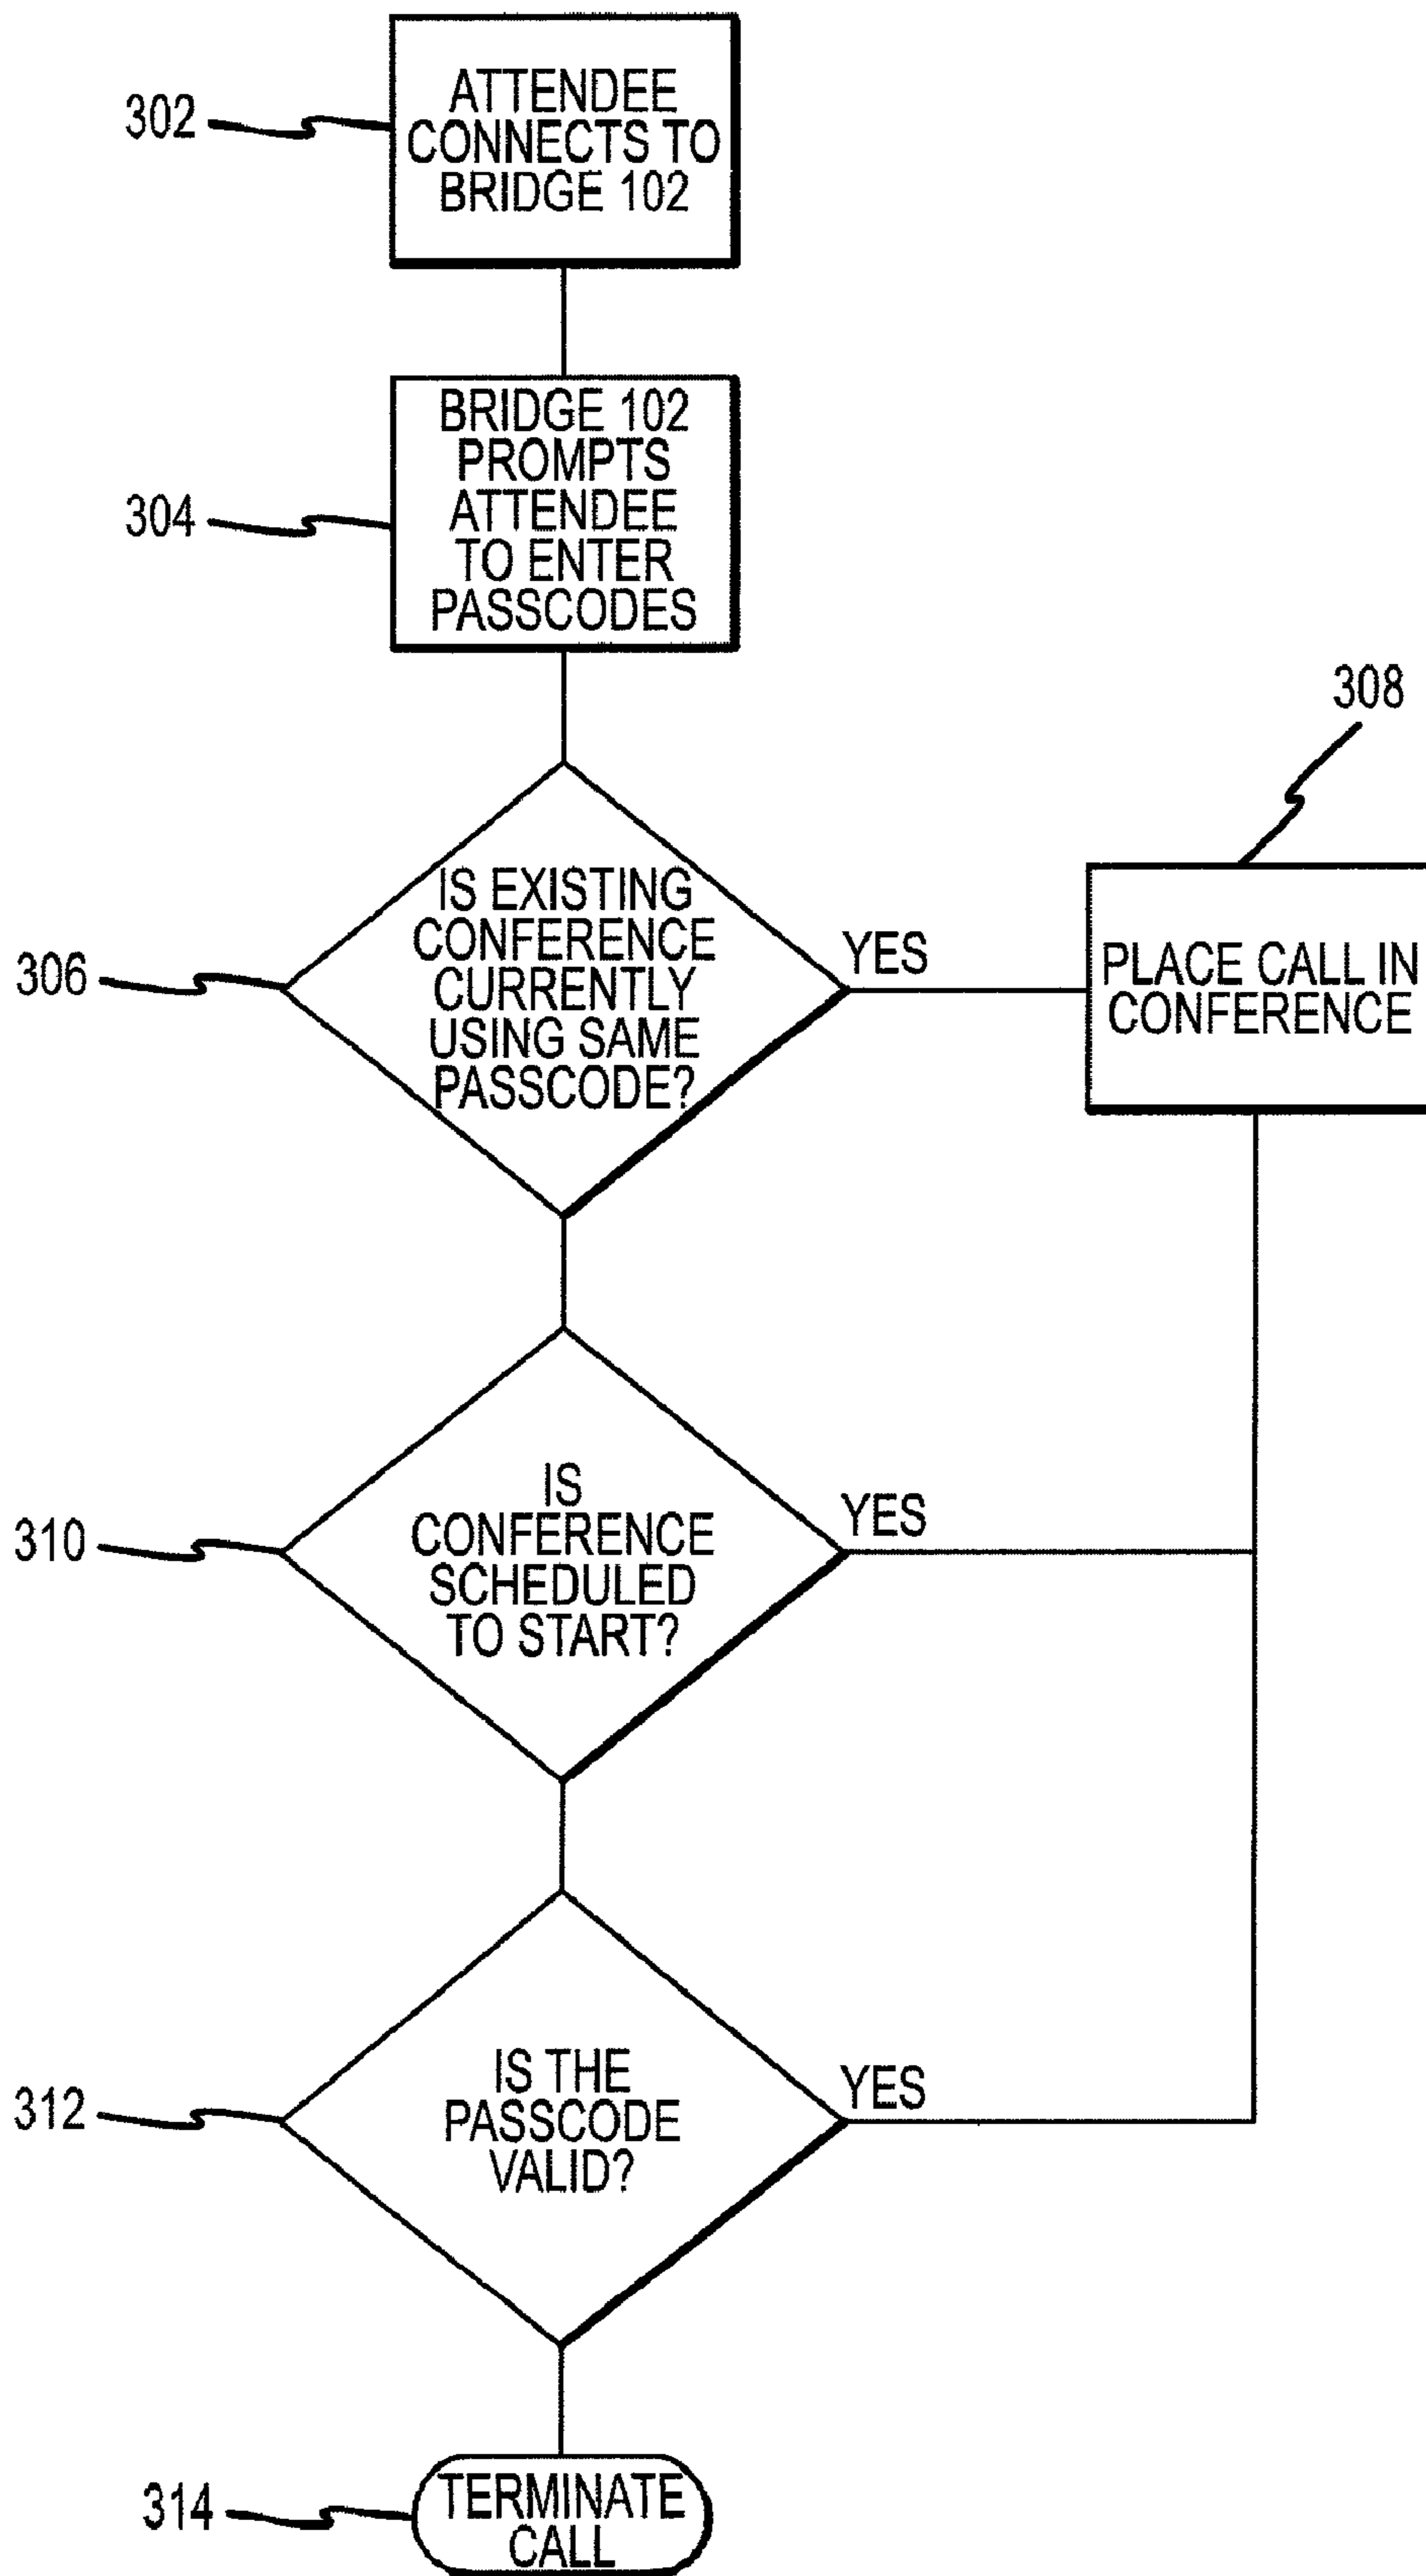 302
ATTENDEE
CONNECTS TO
BRIDGE 102
304
BRIDGE 102
PROMPTS
ATTENDEE
TO ENTER
PASSCODES
306
IS EXISTING
CONFERENCE
CURRENTLY
USING SAME
PASSCODE?
YES
308
PLACE CALL IN
CONFERENCE
310
IS
CONFERENCE
SCHEDULED
TO START?
YES
312
IS THE
PASSCODE
VALID?
YES
314
TERMINATE
CALL